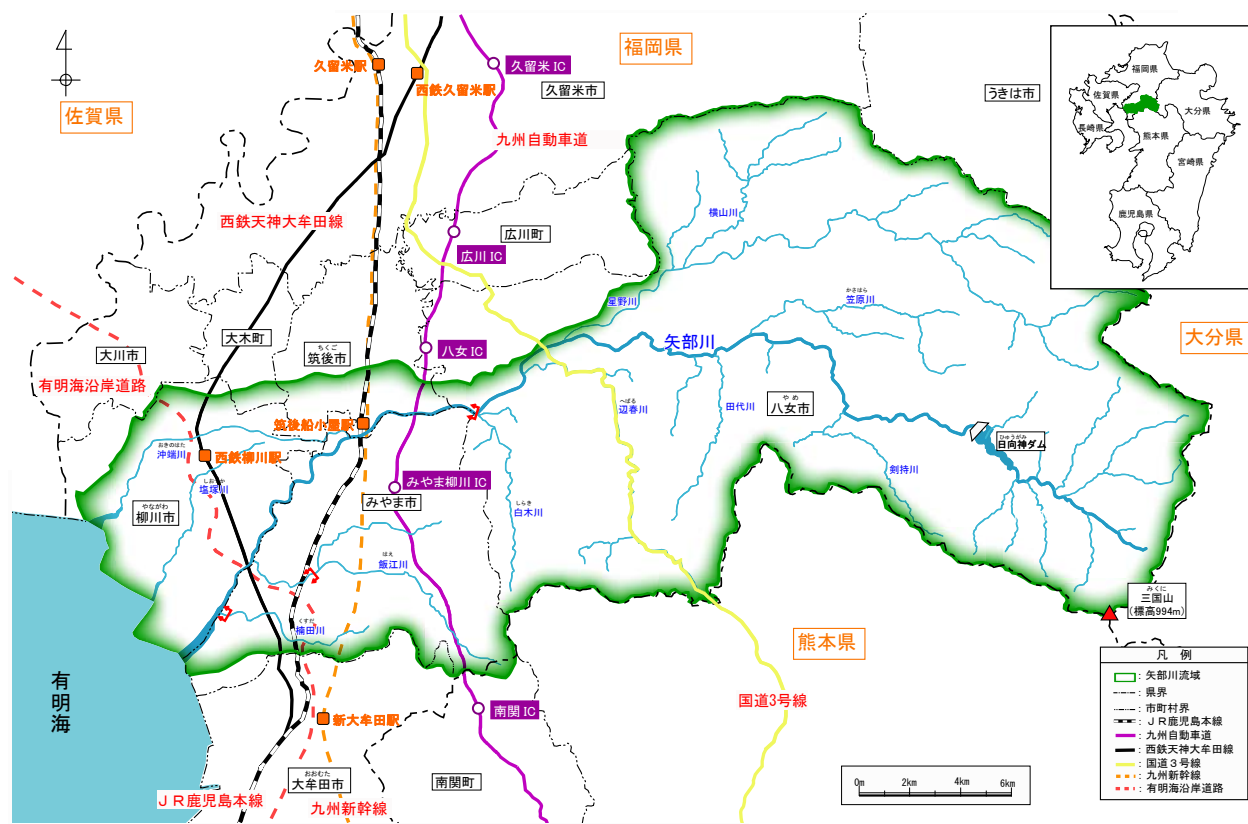 福岡県
佐賀県
久留米駅
西鉄久留米駅
久留米 IC
久留米市
うきは市
九州自動車道
西鉄天神大牟田線
広川町
広川 IC
横山川
星野川
かさはら
笠原川
矢部川
大分県
大木町
大川市
ちくご
筑後市
八女 IC
有明海沿岸道路
へばる
辺春川
田代川
やめ
八女市
筑後船小屋駅
ひゅうがみ
日向神ダム
おきのはた
沖端川
西鉄柳川駅
剣持川
しおつか
塩塚川
みやま柳川 IC
みやま市
やながわ
柳川市
しらき
白木川
はえ
飯江川
くすだ
楠田川
みくに
三国山
(標高994m)
熊本県
有明海
国道3号線
南関 IC
新大牟田駅
おおむた
大牟田市
南関町
JR鹿児島本線
九州新幹線
0m 2km 4km 6km
福岡県
佐賀県
長崎県
大分県
熊本県
宮崎県
鹿児島県
凡 例
: 矢部川流域
: 県界
: 市町村界
: JR鹿児島本線
: 九州自動車道
: 西鉄天神大牟田線
: 国道3号線
: 九州新幹線
: 有明海沿岸道路